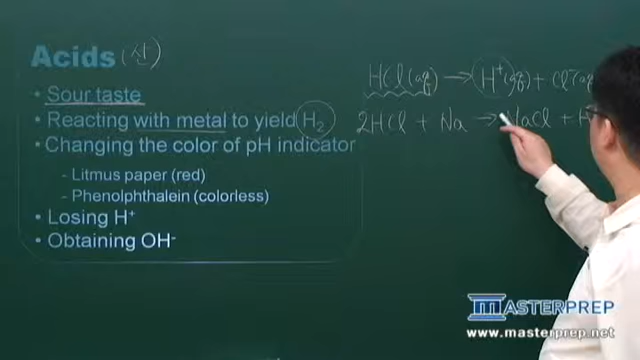 Acids (산)
• Sour taste
• Reacting with metal to yield H₂
• Changing the color of pH indicator
- Litmus paper (red)
- Phenolphthalein (colorless)
• Losing H⁺
• Obtaining OH⁻
HCl(aq) → H⁺(aq) + Cl⁻(aq
2HCl + Na → NaCl + H
MASTERPREP
www.masterprep.net